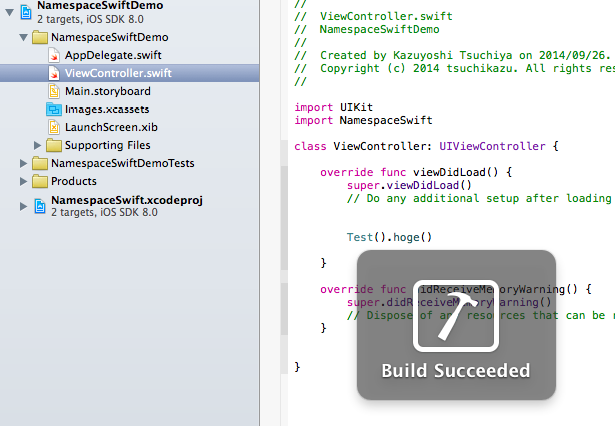 NamespaceSwiftDemo
2 targets, iOS SDK 8.0
NamespaceSwiftDemo
AppDelegate.swift
ViewController.swift
Main.storyboard
Images.xcassets
LaunchScreen.xib
Supporting Files
NamespaceSwiftDemoTests
Products
NamespaceSwift.xcodeproj
2 targets, iOS SDK 8.0
//
//  ViewController.swift
//  NamespaceSwiftDemo
//
//  Created by Kazuyoshi Tsuchiya on 2014/09/26.
//  Copyright (c) 2014 tsuchikazu. All rights res
//
import UIKit
import NamespaceSwift
class ViewController: UIViewController {
override func viewDidLoad() {
super.viewDidLoad()
// Do any additional setup after loading
Test().hoge()
}
override func didReceiveMemoryWarning() {
super.didReceiveMemoryWarning()
// Dispose of any resources that can be r
}
}
Build Succeeded